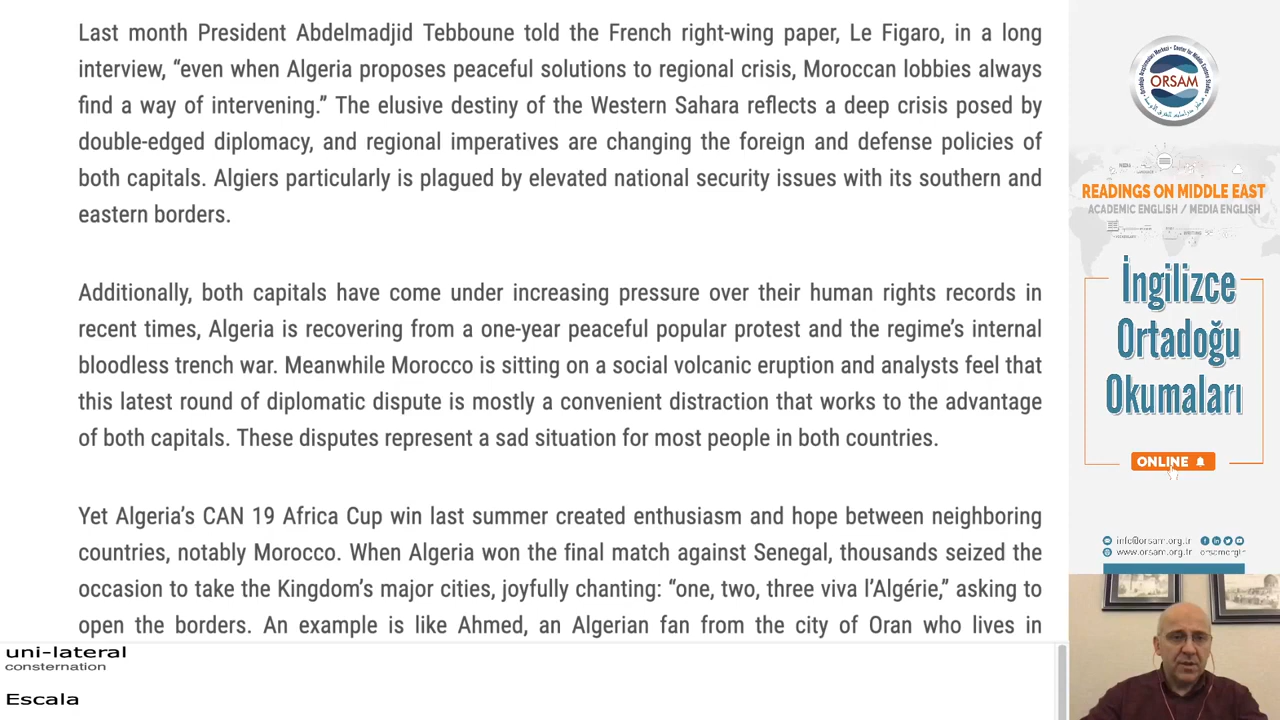 Last month President Abdelmadjid Tebboune told the French right-wing paper, Le Figaro, in a long
interview, “even when Algeria proposes peaceful solutions to regional crisis, Moroccan lobbies always
find a way of intervening.” The elusive destiny of the Western Sahara reflects a deep crisis posed by
double-edged diplomacy, and regional imperatives are changing the foreign and defense policies of
both capitals. Algiers particularly is plagued by elevated national security issues with its southern and
eastern borders.
Additionally, both capitals have come under increasing pressure over their human rights records in
recent times, Algeria is recovering from a one-year peaceful popular protest and the regime’s internal
bloodless trench war. Meanwhile Morocco is sitting on a social volcanic eruption and analysts feel that
this latest round of diplomatic dispute is mostly a convenient distraction that works to the advantage
of both capitals. These disputes represent a sad situation for most people in both countries.
Yet Algeria’s CAN 19 Africa Cup win last summer created enthusiasm and hope between neighboring
countries, notably Morocco. When Algeria won the final match against Senegal, thousands seized the
occasion to take the Kingdom’s major cities, joyfully chanting: “one, two, three viva l’Algérie,” asking to
open the borders. An example is like Ahmed, an Algerian fan from the city of Oran who lives in
uni-lateral
consternation
Escala
ORSAM
READINGS ON MIDDLE EAST
ACADEMIC ENGLISH / MEDIA ENGLISH
İngilizce
Ortadoğu
Okumaları
ONLINE
info@orsam.org.tr
www.orsam.org.tr orsamorgtr